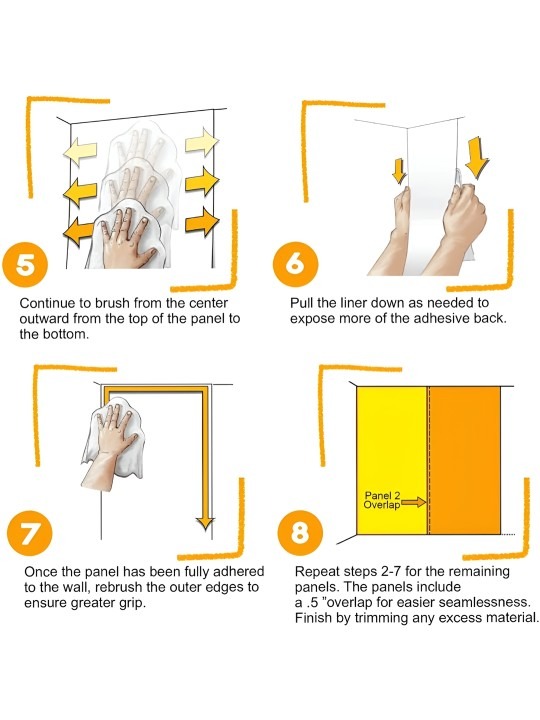 5
Continue to brush from the center
outward from the top of the panel to
the bottom.
6
Pull the liner down as needed to
expose more of the adhesive back.
7
Once the panel has been fully adhered
to the wall, rebrush the outer edges to
ensure greater grip.
Panel 2
Overlap
8
Repeat steps 2-7 for the remaining
panels. The panels include
a .5 "overlap for easier seamlessness.
Finish by trimming any excess material.